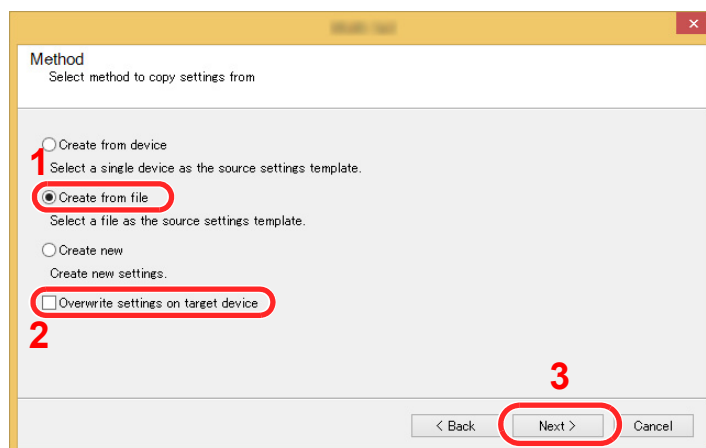 Method
Select method to copy settings from
Create from device
1
Select a single device as the source settings template.
Create from file
Select a file as the source settings template.
Create new
Create new settings.
Overwrite settings on target device
2
3
< Back Next > Cancel